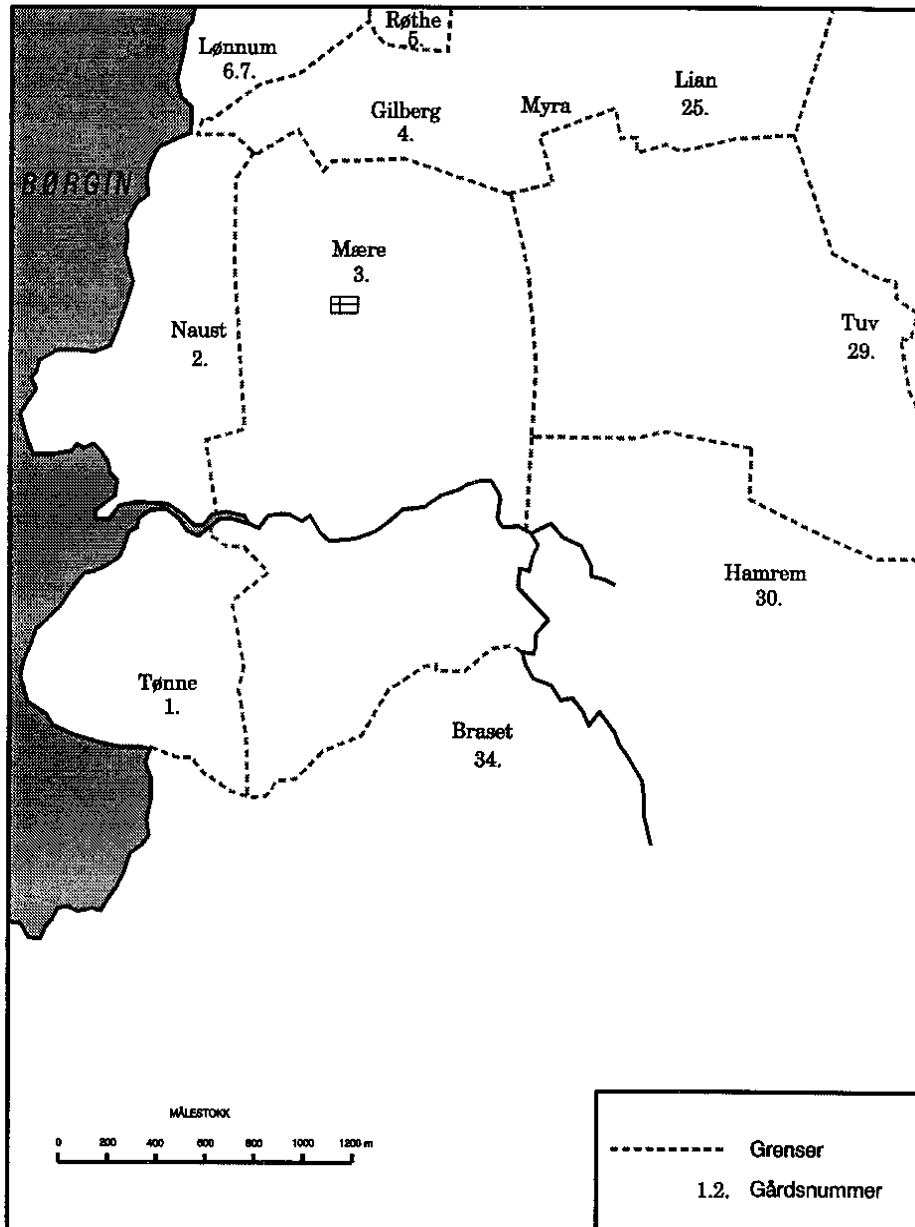 Røthe
5.
Lønnum
6.7.
Lian
25.
Gilberg
4.
Myra
BØRGIN
Mære
3.
Naust
2.
Tuv
29.
Hamrem
30.
Tønne
1.
Braset
34.
MÅLESTOKK
0 200 400 600 800 1000 1200 m
Grenser
1.2. Gårdsnummer